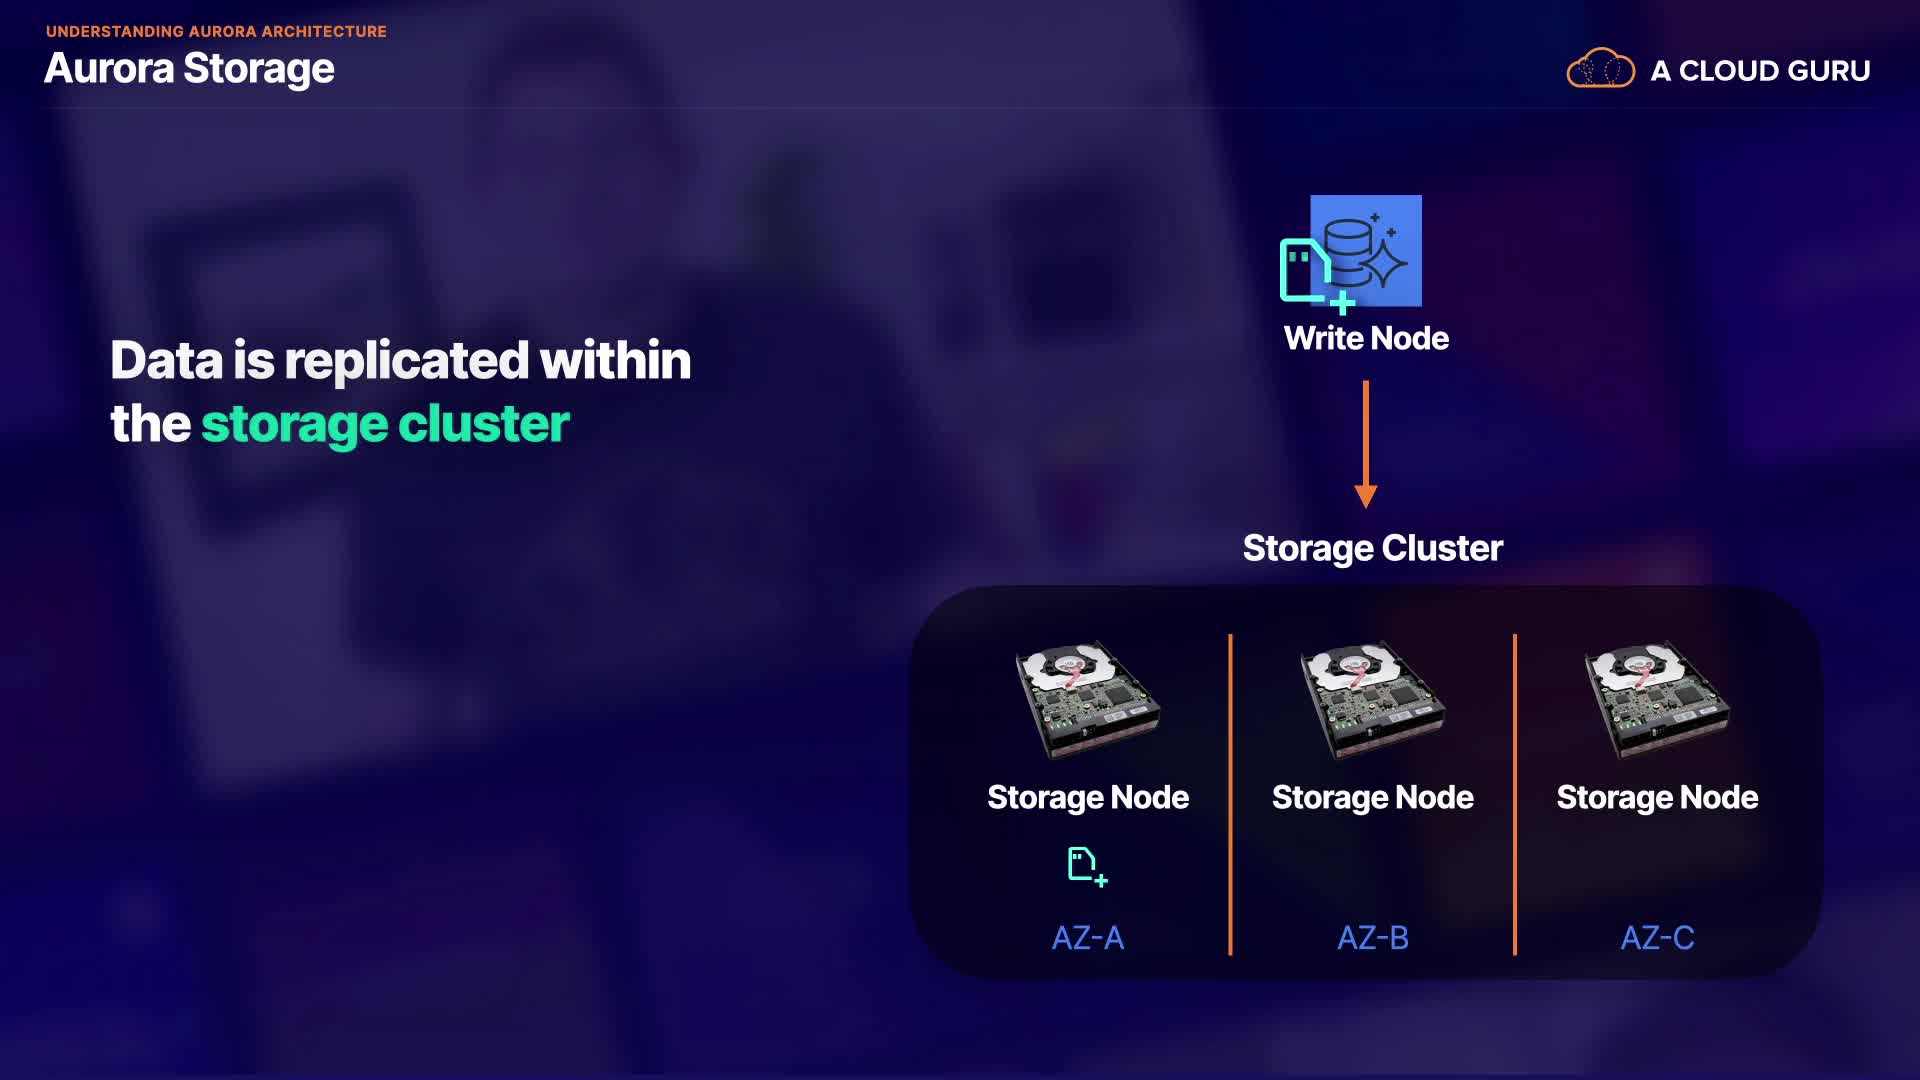 UNDERSTANDING AURORA ARCHITECTURE
Aurora Storage
A CLOUD GURU
Data is replicated within
the storage cluster
Write Node
Storage Cluster
Storage Node
Storage Node
Storage Node
AZ-A
AZ-B
AZ-C